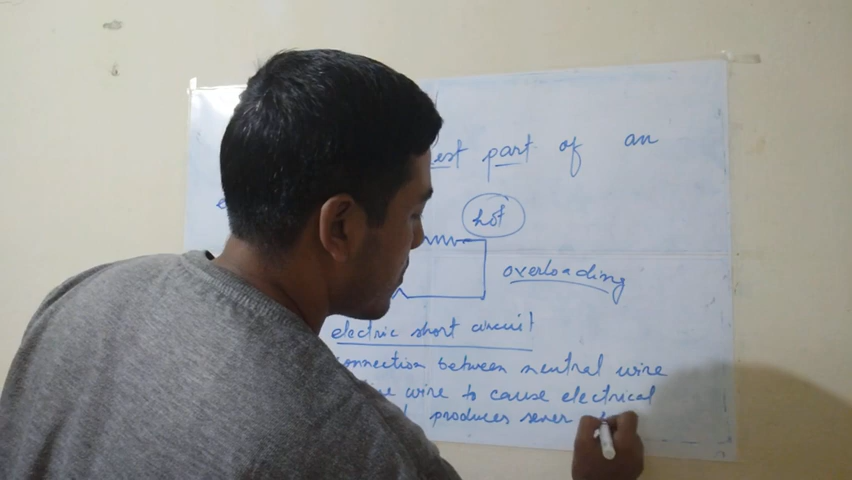 est part of an
hot
overloading
electric short circuit
connection between neutral wire
wire to cause electrical
produces sever